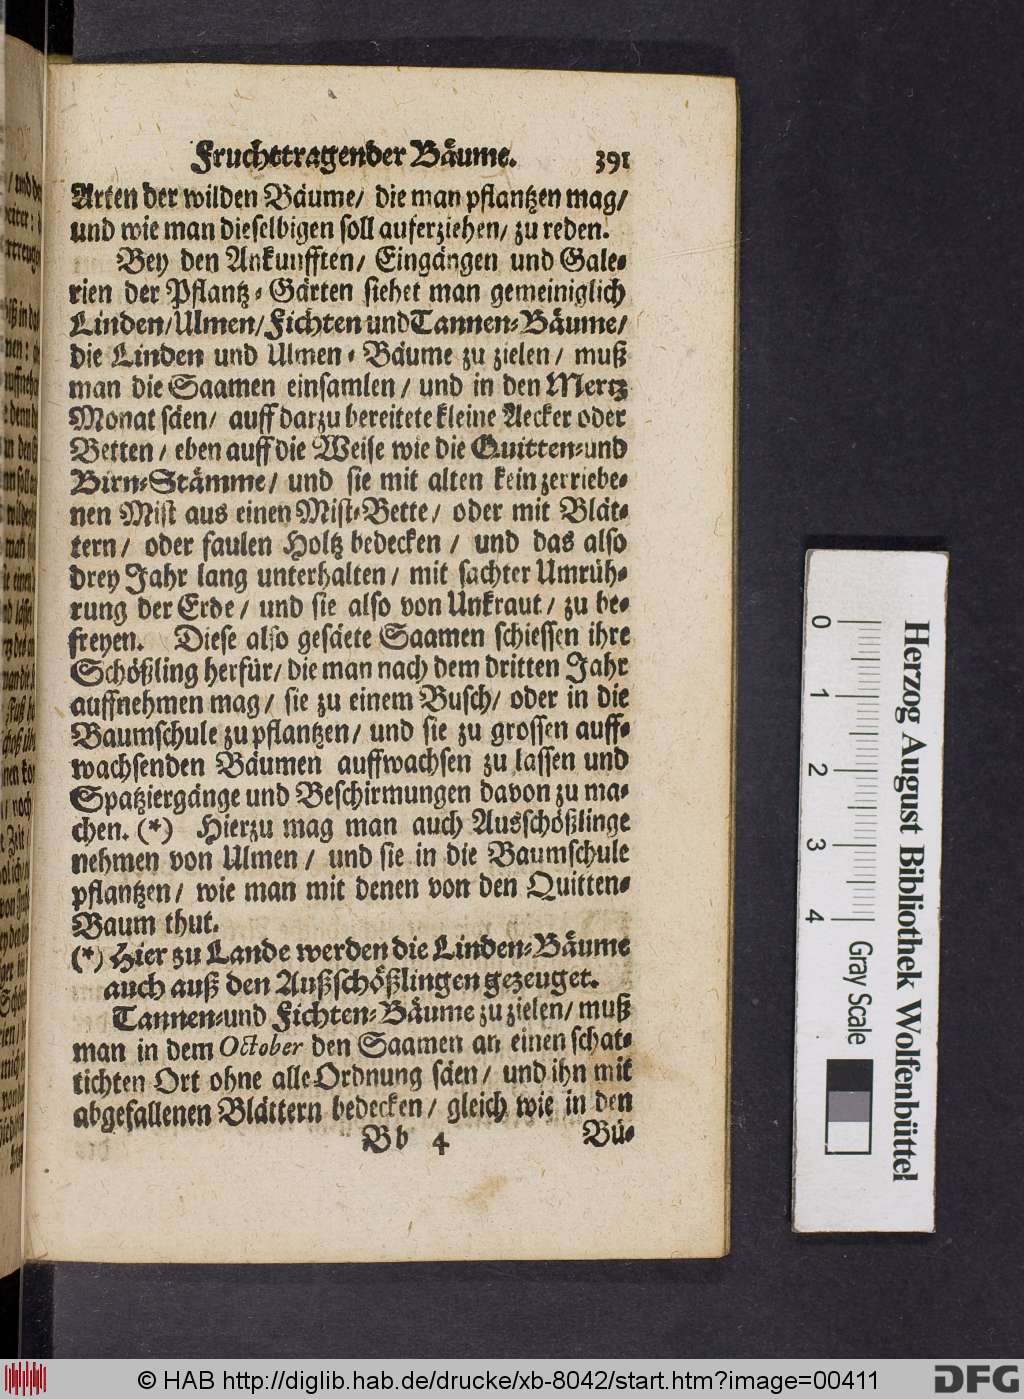 Fruchttragender Bäume. 391
Arten der wilden Bäume/ die man pflantzen mag/
und wie man dieselbigen soll auferziehen/ zu reden.
Bey den Ankunfften/ Eingängen und Gale-
rien der Pflantz-Gärten siehet man gemeiniglich
Linden/Ulmen/Fichten und Tannen-Bäume/
die Linden und Ulmen-Bäume zu zielen/ muß
man die Saamen einsamlen/ und in den Mertz
Monat säen/ auff darzu bereitete kleine Aecker oder
Betten/ eben auff die Weise wie die Quitten-und
Birn-Stämme/ und sie mit alten kein zerriebe-
nen Mist aus einen Mist-Bette/ oder mit Blät-
tern/ oder faulen Holtz bedecken/ und das also
drey Jahr lang unterhalten/ mit sachter Umrüh-
rung der Erde/ und sie also von Unkraut/ zu be-
freyen. Diese also gesäete Saamen schiessen ihre
Schößling herfür/ die man nach dem dritten Jahr
auffnehmen mag/ sie zu einem Busch/ oder in die
Baumschule zu pflantzen/ und sie zu grossen auff-
wachsenden Bäumen auffwachsen zu lassen und
Spatziergänge und Beschirmungen davon zu ma-
chen. (*) Hierzu mag man auch Ausschößlinge
nehmen von Ulmen/ und sie in die Baumschule
pflantzen/ wie man mit denen von den Quitten-
Baum thut.
(*) Hier zu Lande werden die Linden-Bäume
auch auß den Außschößlingen gezeuget.
Tannen-und Fichten-Bäume zu zielen/ muß
man in dem October den Saamen an einen schat-
tichten Ort ohne alle Ordnung säen/ und ihn mit
abgefallenen Blättern bedecken/ gleich wie in den
Bb 4 Bü-
0 1 2 3 4
Gray Scale
Herzog August Bibliothek Wolfenbüttel
© HAB http://diglib.hab.de/drucke/xb-8042/start.htm?image=00411
DFG